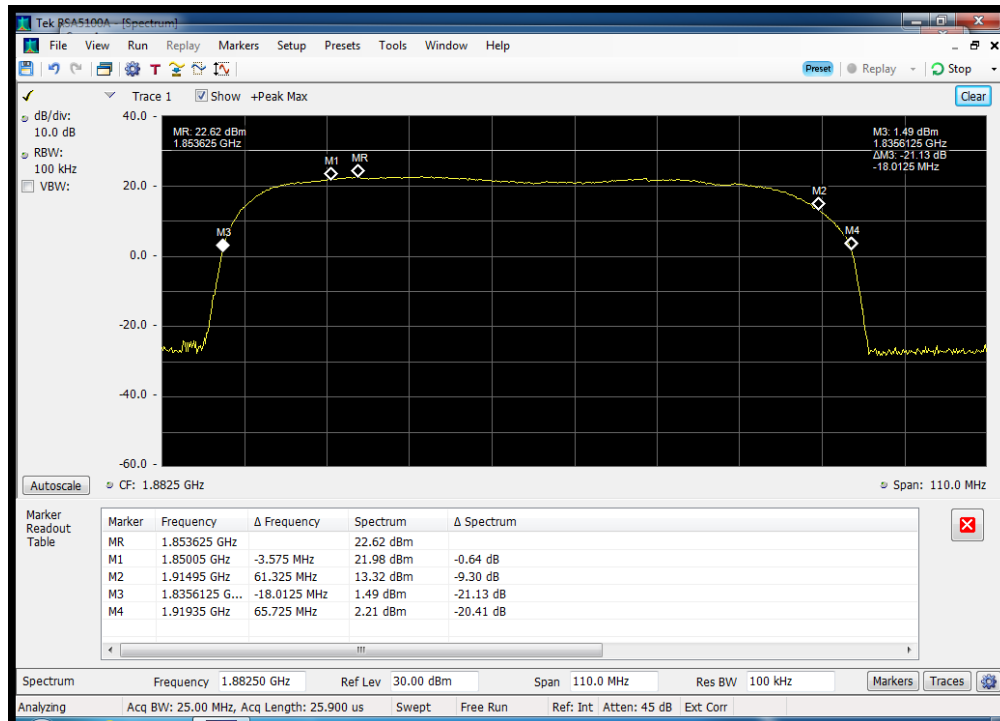 Tek RSA5100A - [Spectrum]
File View Run Replay Markers Setup Presets Tools Window Help
T Preset Replay Stop
Trace 1 Show +Peak Max Clear
dB/div:
10.0 dB
RBW:
100 kHz
VBW:
40.0
20.0
0.0
-20.0
-40.0
-60.0
MR: 22.62 dBm
1.853625 GHz
M3: 1.49 dBm
1.8356125 GHz
ΔM3: -21.13 dB
-18.0125 MHz
M1 MR
M2
M3
M4
Autoscale CF: 1.8825 GHz Span: 110.0 MHz
Marker
Readout
Table
Marker Frequency Δ Frequency Spectrum Δ Spectrum
MR 1.853625 GHz 22.62 dBm
M1 1.85005 GHz -3.575 MHz 21.98 dBm -0.64 dB
M2 1.91495 GHz 61.325 MHz 13.32 dBm -9.30 dB
M3 1.8356125 G... -18.0125 MHz 1.49 dBm -21.13 dB
M4 1.91935 GHz 65.725 MHz 2.21 dBm -20.41 dB
Spectrum Frequency 1.88250 GHz Ref Lev 30.00 dBm Span 110.0 MHz Res BW 100 kHz Markers Traces
Analyzing Acq BW: 25.00 MHz, Acq Length: 25.900 us Swept Free Run Ref: Int Atten: 45 dB Ext Corr